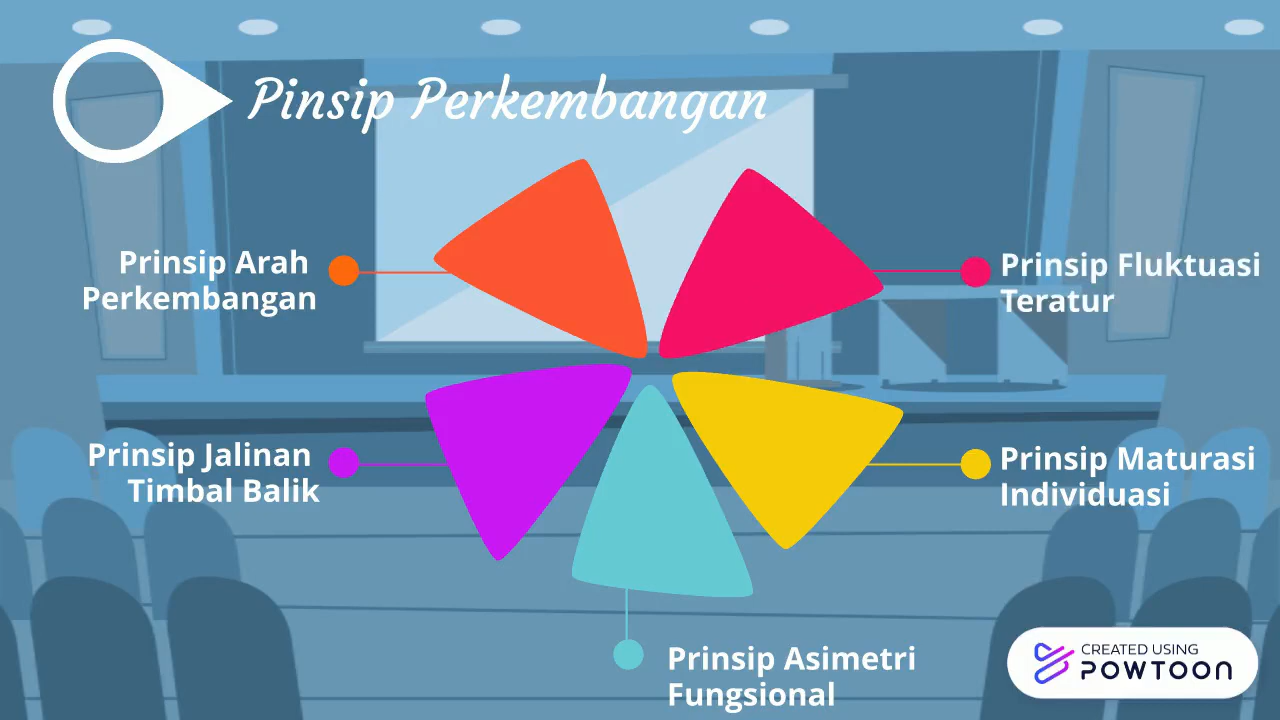 Pinsip Perkembangan
Prinsip Arah
Perkembangan
Prinsip Fluktuasi
Teratur
Prinsip Jalinan
Timbal Balik
Prinsip Maturasi
Individuasi
Prinsip Asimetri
Fungsional
CREATED USING
POWTOON